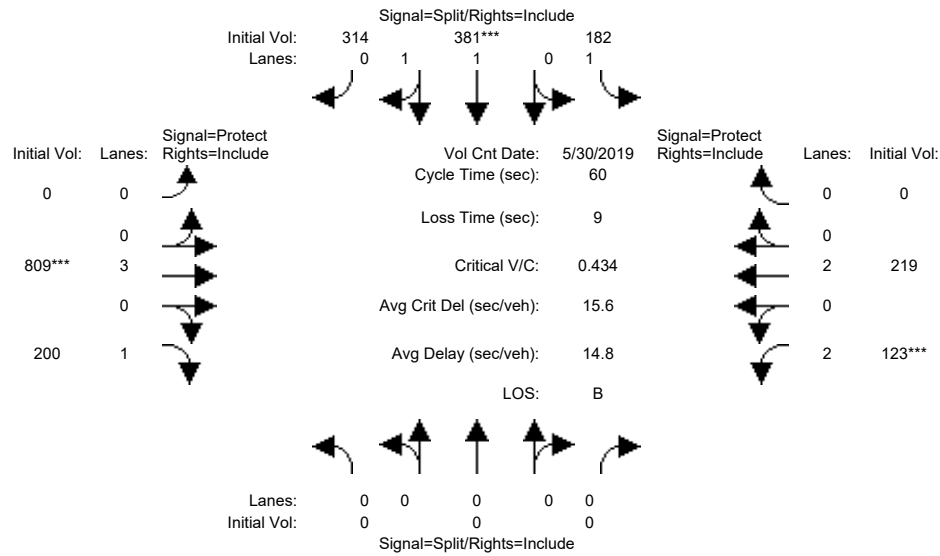 Signal=Split/Rights=Include
Initial Vol: 314 381*** 182
Lanes: 0 1 1 0 1
Signal=Protect Signal=Protect
Initial Vol: Lanes: Rights=Include Vol Cnt Date: 5/30/2019 Rights=Include Lanes: Initial Vol:
Cycle Time (sec): 60
0 0 0 0
Loss Time (sec): 9
0 0
809*** 3 Critical V/C: 0.434 2 219
0 Avg Crit Del (sec/veh): 15.6 0
200 1 Avg Delay (sec/veh): 14.8 2 123***
LOS: B
Lanes: 0 0 0 0 0
Initial Vol: 0 0 0
Signal=Split/Rights=Include